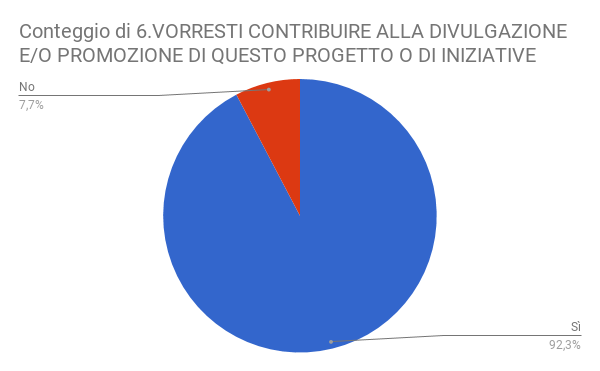 Conteggio di 6.VORRESTI CONTRIBUIRE ALLA DIVULGAZIONE
E/O PROMOZIONE DI QUESTO PROGETTO O DI INIZIATIVE
No
7,7%
Sì
92,3%